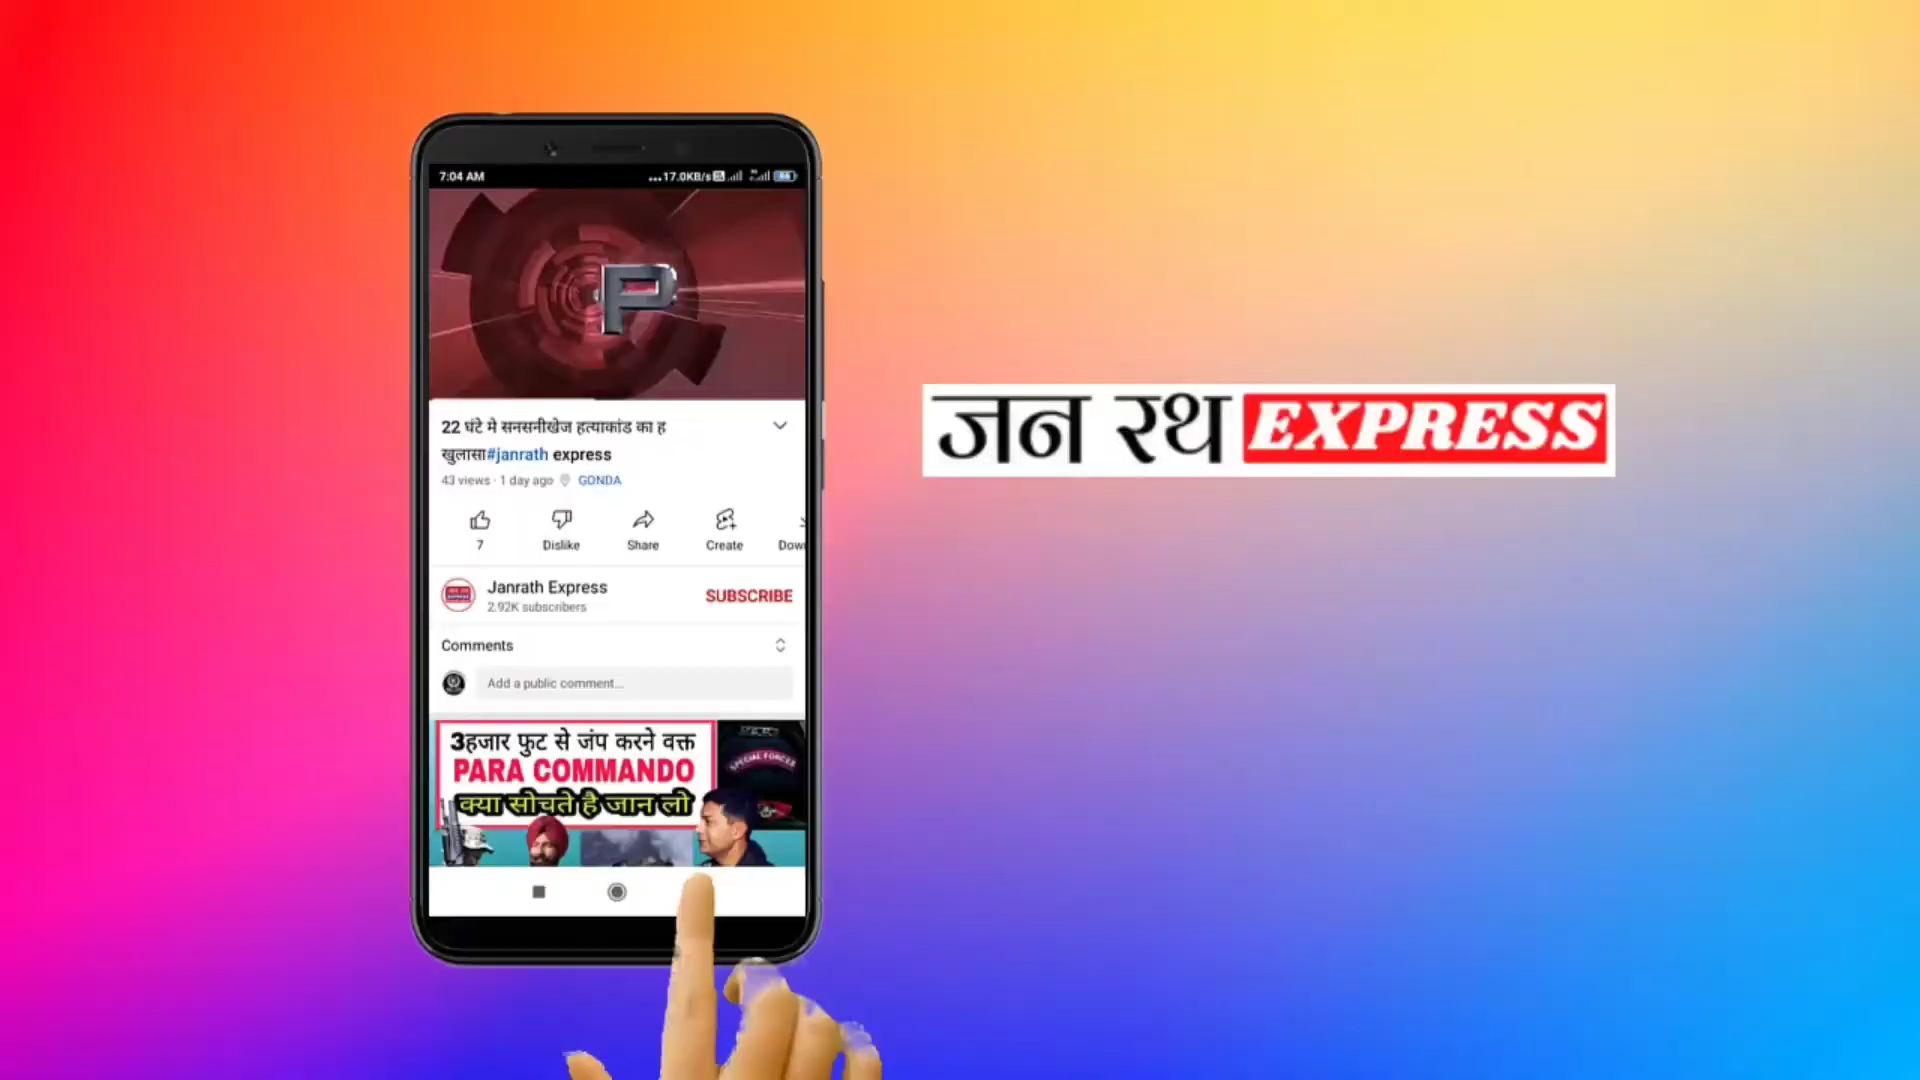 7:04 AM
...17.0KB/s
P
22 घंटे मे सनसनीखेज हत्याकांड का ह
खुलासा#janrath express
43 views · 1 day ago GONDA
7 Dislike Share Create Dow
Janrath Express
2.92K subscribers
SUBSCRIBE
Comments
Add a public comment...
3हजार फुट से जंप करने वक्त
PARA COMMANDO
क्या सोचते है जान लो
SPECIAL FORCES
जन रथ EXPRESS